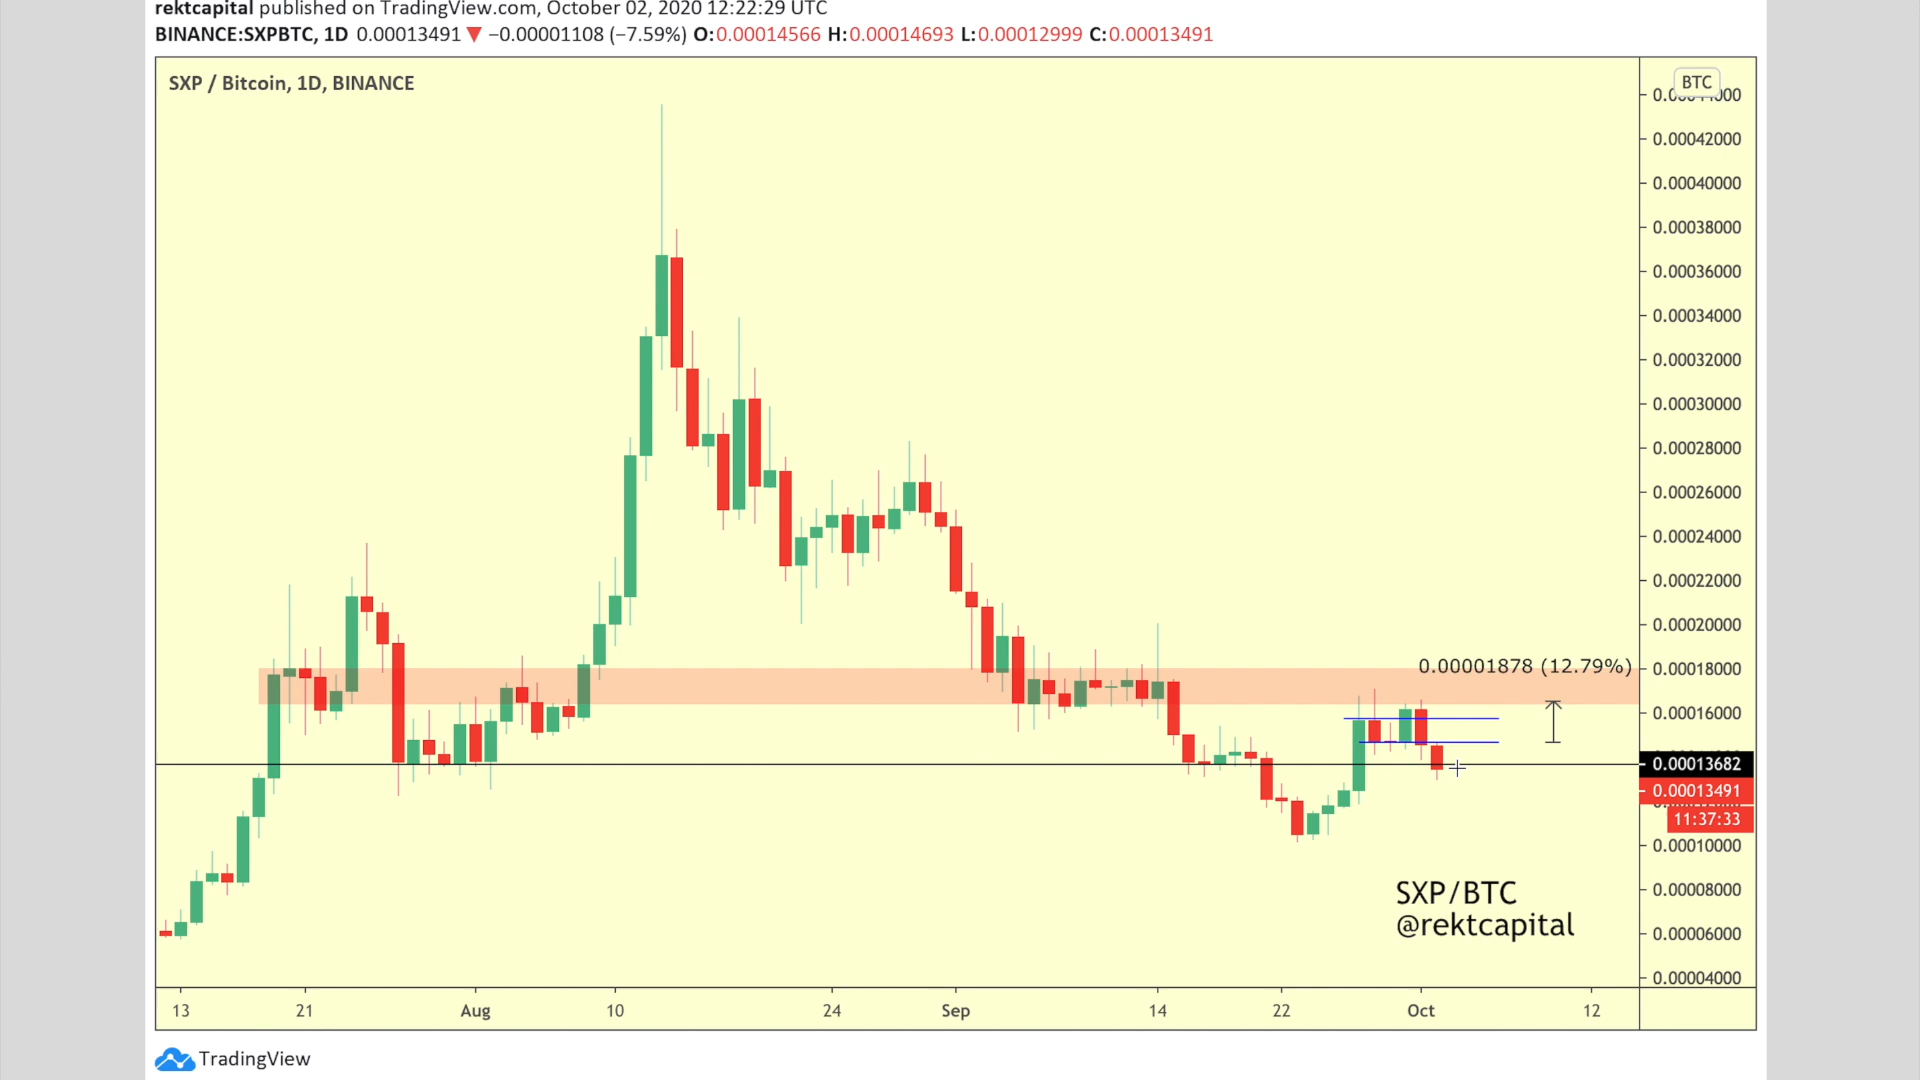 rektcapital published on TradingView.com, October 02, 2020 12:22:29 UTC
BINANCE:SXPBTC, 1D 0.00013491 ▼ −0.00001108 (−7.59%) O:0.00014566 H:0.00014693 L:0.00012999 C:0.00013491
SXP / Bitcoin, 1D, BINANCE
BTC
0.00042000
0.00040000
0.00038000
0.00036000
0.00034000
0.00032000
0.00030000
0.00028000
0.00026000
0.00024000
0.00022000
0.00020000
0.00001878 (12.79%)
0.00018000
0.00016000
0.00013682
0.00013491
11:37:33
0.00010000
0.00008000
0.00006000
0.00004000
SXP/BTC
@rektcapital
13 21 Aug 10 24 Sep 14 22 Oct 12
TradingView